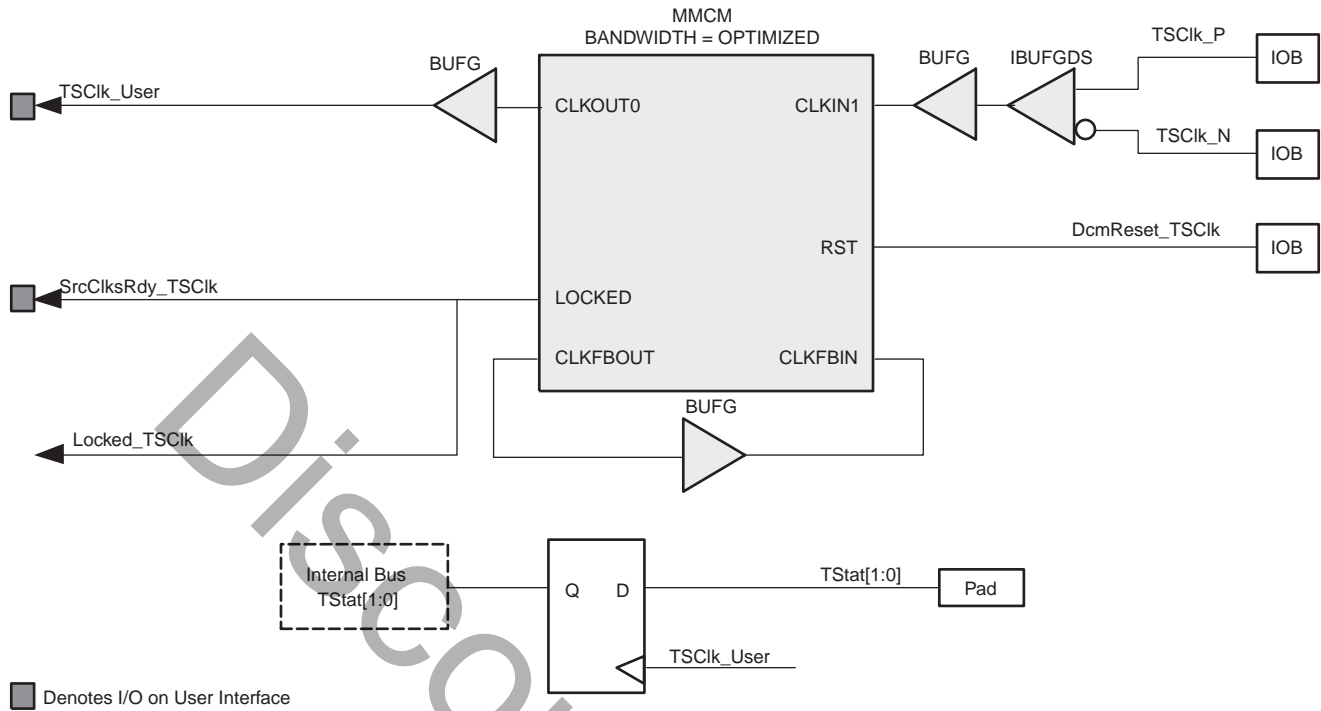 MMCM
BANDWIDTH = OPTIMIZED
TSClk_P
IOB
BUFG
BUFG
IBUFGDS
TSClk_User
CLKOUT0
CLKIN1
TSClk_N
IOB
DcmReset_TSClk
RST
IOB
SrcClksRdy_TSClk
LOCKED
CLKFBOUT
CLKFBIN
BUFG
Locked_TSClk
Internal Bus
TStat[1:0]
Q
D
TStat[1:0]
Pad
TSClk_User
Denotes I/O on User Interface